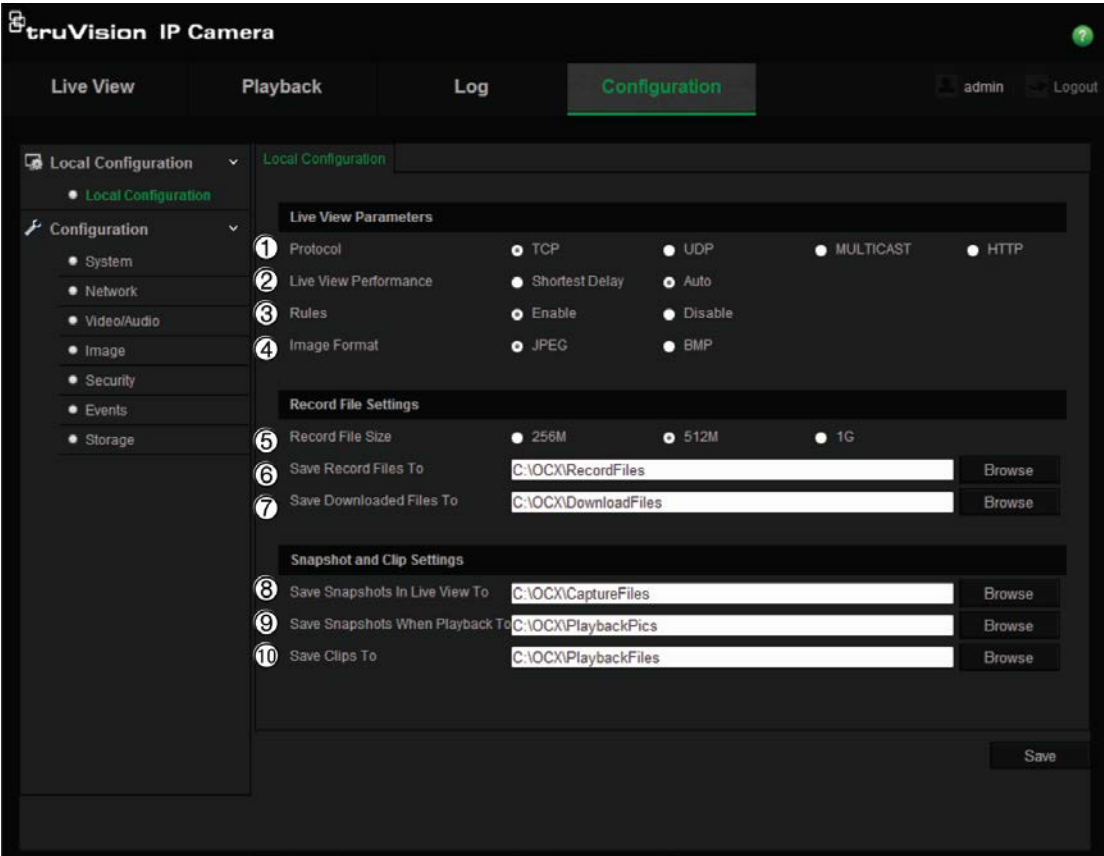 truVision IP Camera
?
Live View Playback Log Configuration admin Logout
Local Configuration
Local Configuration
Configuration
System
Network
Video/Audio
Image
Security
Events
Storage
Local Configuration
Live View Parameters
1 Protocol TCP UDP MULTICAST HTTP
2 Live View Performance Shortest Delay Auto
3 Rules Enable Disable
4 Image Format JPEG BMP
Record File Settings
5 Record File Size 256M 512M 1G
6 Save Record Files To C:\OCX\RecordFiles Browse
7 Save Downloaded Files To C:\OCX\DownloadFiles Browse
Snapshot and Clip Settings
8 Save Snapshots In Live View To C:\OCX\CaptureFiles Browse
9 Save Snapshots When Playback To C:\OCX\PlaybackPics Browse
10 Save Clips To C:\OCX\PlaybackFiles Browse
Save